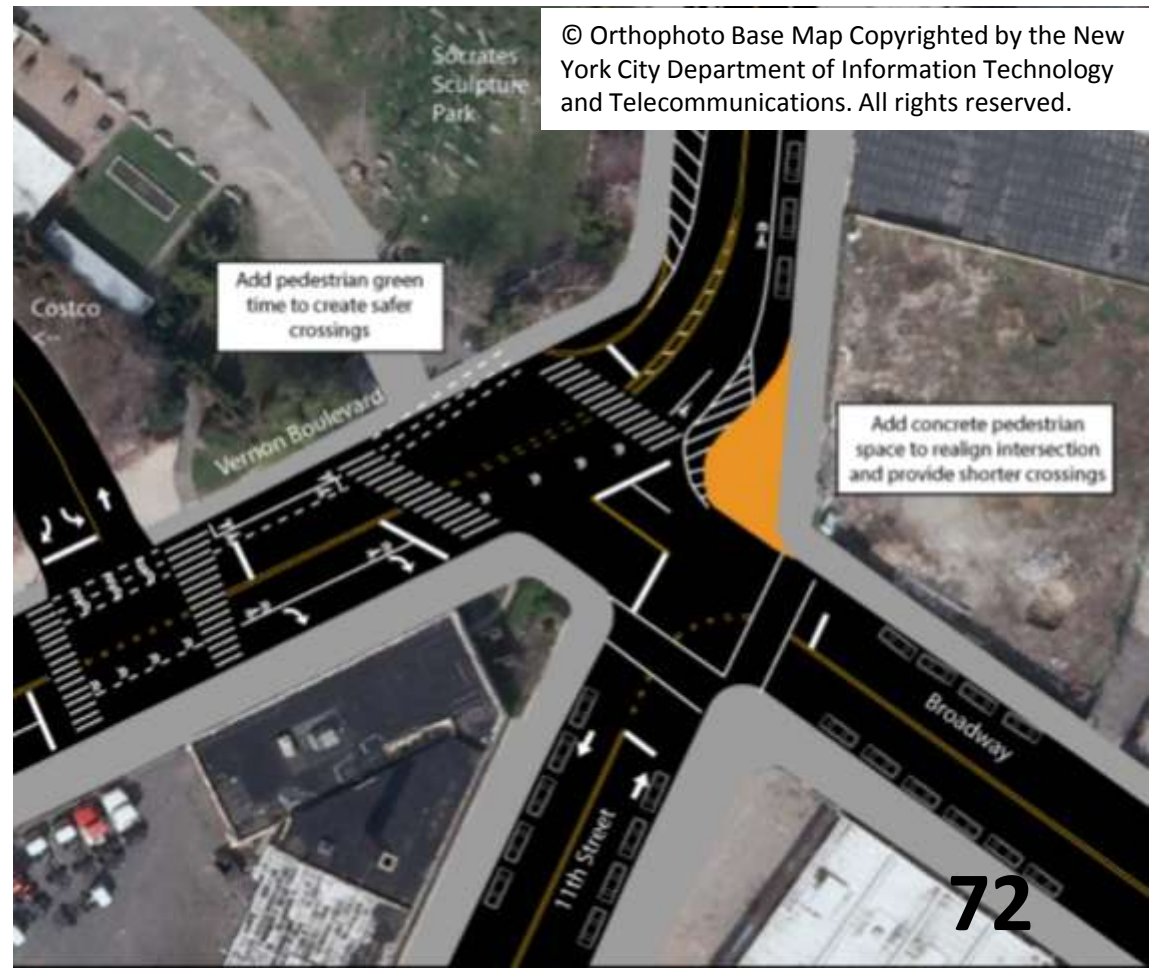 © Orthophoto Base Map Copyrighted by the New
York City Department of Information Technology
and Telecommunications. All rights reserved.
Socrates
Sculpture
Park
Add pedestrian green
time to create safer
crossings
Costco
<--
Vernon Boulevard
Add concrete pedestrian
space to realign intersection
and provide shorter crossings
Broadway
11th Street
72